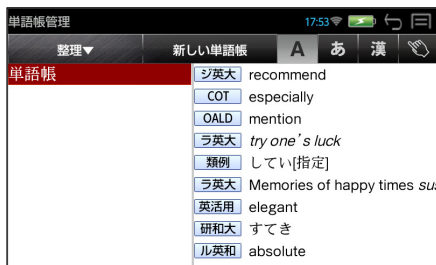 単語帳管理 17:53
整理▼ 新しい単語帳 A あ 漢
単語帳
ジ英大 recommend
COT especially
OALD mention
ラ英大 try one's luck
類例 してい[指定]
ラ英大 Memories of happy times
英活用 elegant
研和大 すてき
ル英和 absolute